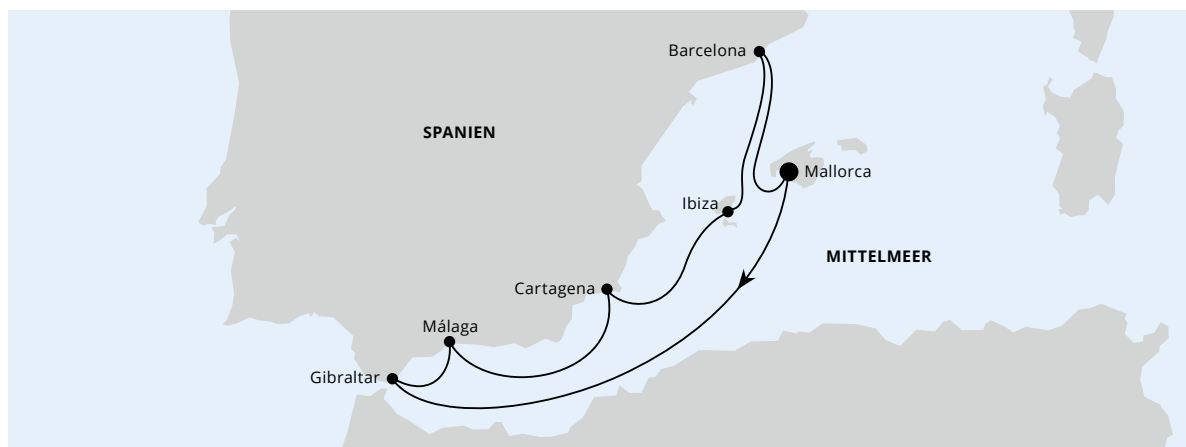 Barcelona
SPANIEN
Mallorca
Ibiza
MITTELMEER
Cartagena
Málaga
Gibraltar